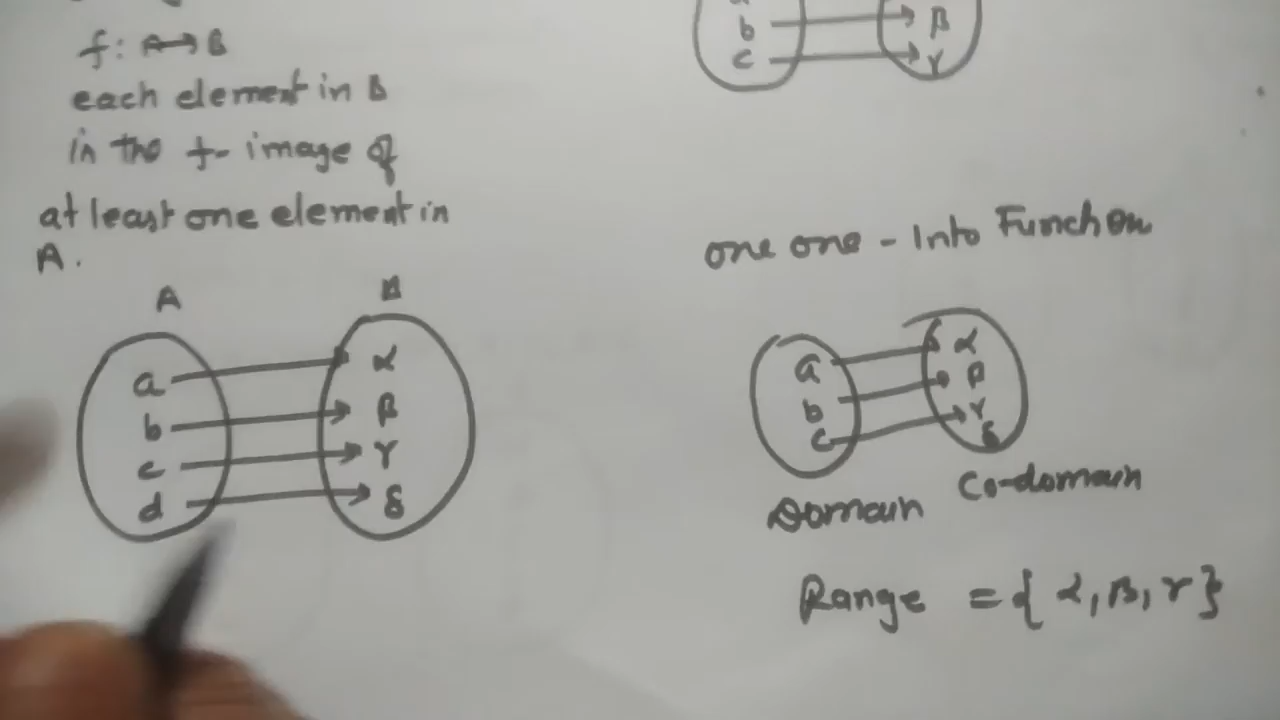 f: A→B
each element in B
in the f- image of
at least one element in
A.
A B
a α
b β
c γ
d δ
b β
c γ
one one - Into Function
a α
b β
c γ
δ
Domain Co-domain
Range = { α, β, γ }